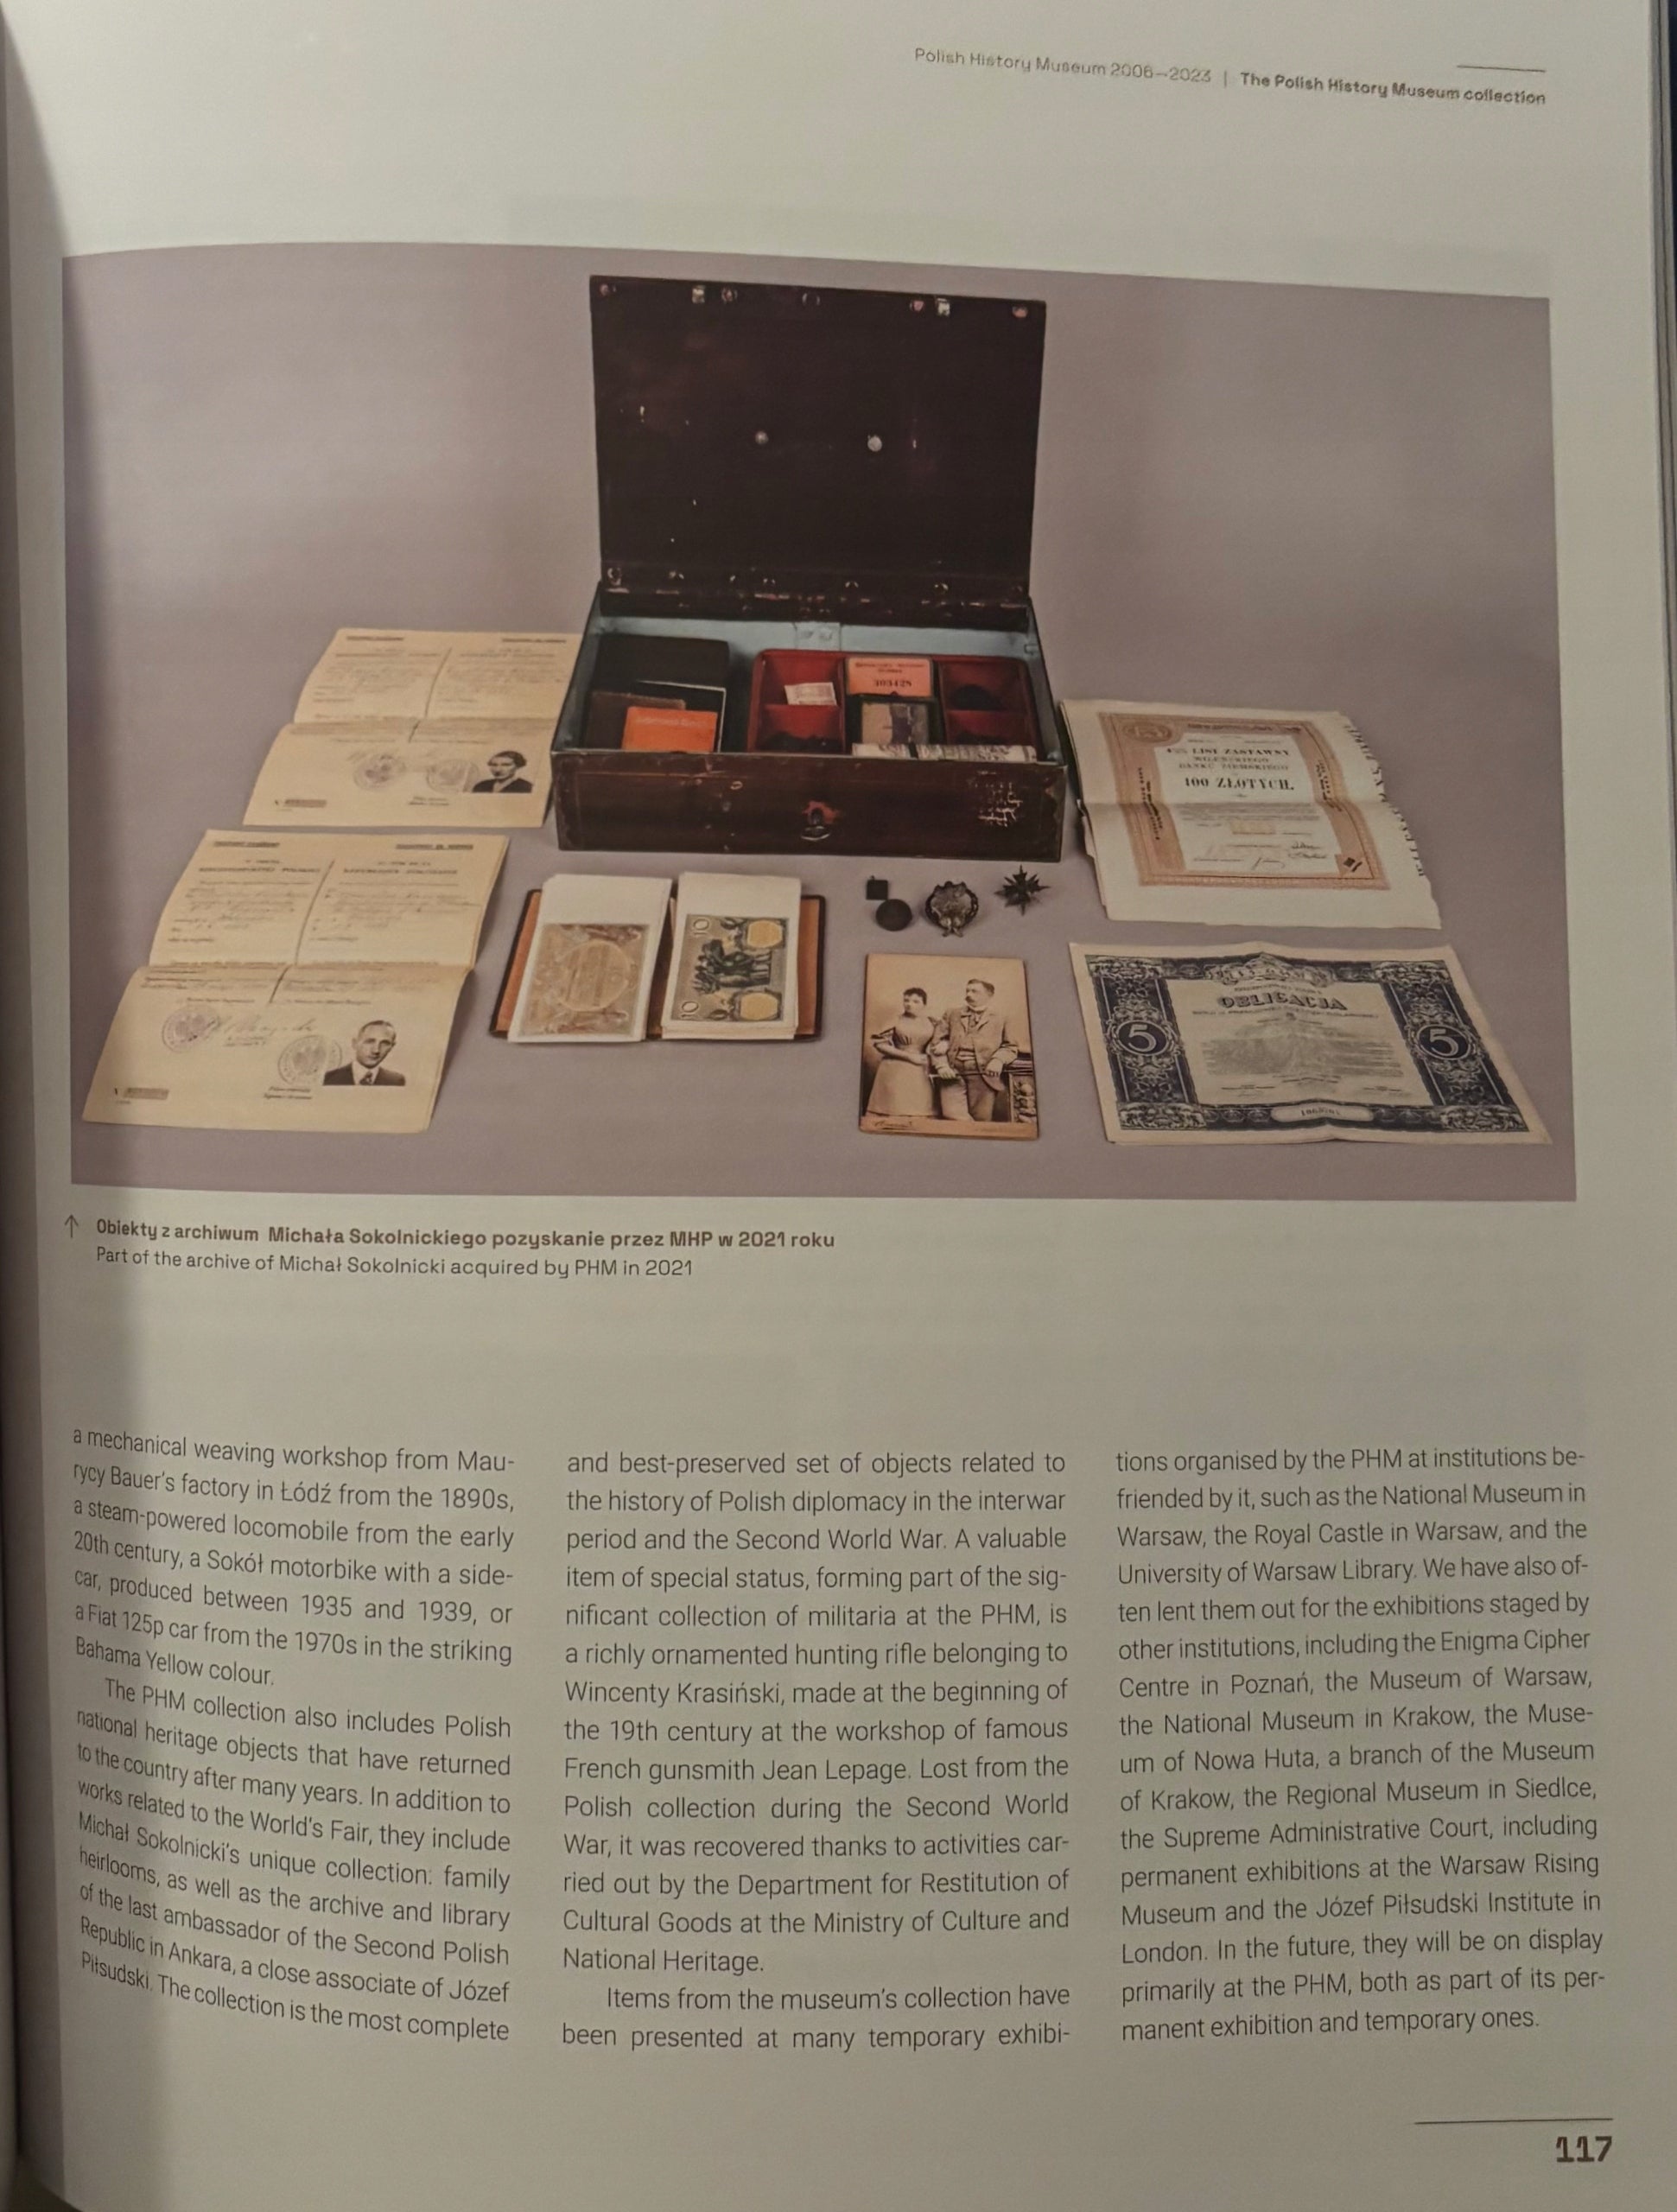 Polish History Museum 2006—2023 | The Polish History Museum collection
303428
4½% LIST ZASTAWNY
WILEŃSKIEGO
BANKU ZIEMSKIEGO
100 ZŁOTYCH.
10
10
OBLIGACJA
5
5
↑ Obiekty z archiwum Michała Sokolnickiego pozyskanie przez MHP w 2021 roku
Part of the archive of Michał Sokolnicki acquired by PHM in 2021
a mechanical weaving workshop from Mau-
rycy Bauer's factory in Łódź from the 1890s,
a steam-powered locomobile from the early
20th century, a Sokół motorbike with a side-
car, produced between 1935 and 1939, or
a Fiat 125p car from the 1970s in the striking
Bahama Yellow colour.
The PHM collection also includes Polish
national heritage objects that have returned
to the country after many years. In addition to
works related to the World's Fair, they include
Michał Sokolnicki's unique collection: family
heirlooms, as well as the archive and library
of the last ambassador of the Second Polish
Republic in Ankara, a close associate of Józef
Piłsudski. The collection is the most complete
and best-preserved set of objects related to
the history of Polish diplomacy in the interwar
period and the Second World War. A valuable
item of special status, forming part of the sig-
nificant collection of militaria at the PHM, is
a richly ornamented hunting rifle belonging to
Wincenty Krasiński, made at the beginning of
the 19th century at the workshop of famous
French gunsmith Jean Lepage. Lost from the
Polish collection during the Second World
War, it was recovered thanks to activities car-
ried out by the Department for Restitution of
Cultural Goods at the Ministry of Culture and
National Heritage.
Items from the museum's collection have
been presented at many temporary exhibi-
tions organised by the PHM at institutions be-
friended by it, such as the National Museum in
Warsaw, the Royal Castle in Warsaw, and the
University of Warsaw Library. We have also of-
ten lent them out for the exhibitions staged by
other institutions, including the Enigma Cipher
Centre in Poznań, the Museum of Warsaw,
the National Museum in Krakow, the Muse-
um of Nowa Huta, a branch of the Museum
of Krakow, the Regional Museum in Siedlce,
the Supreme Administrative Court, including
permanent exhibitions at the Warsaw Rising
Museum and the Józef Piłsudski Institute in
London. In the future, they will be on display
primarily at the PHM, both as part of its per-
manent exhibition and temporary ones.
117